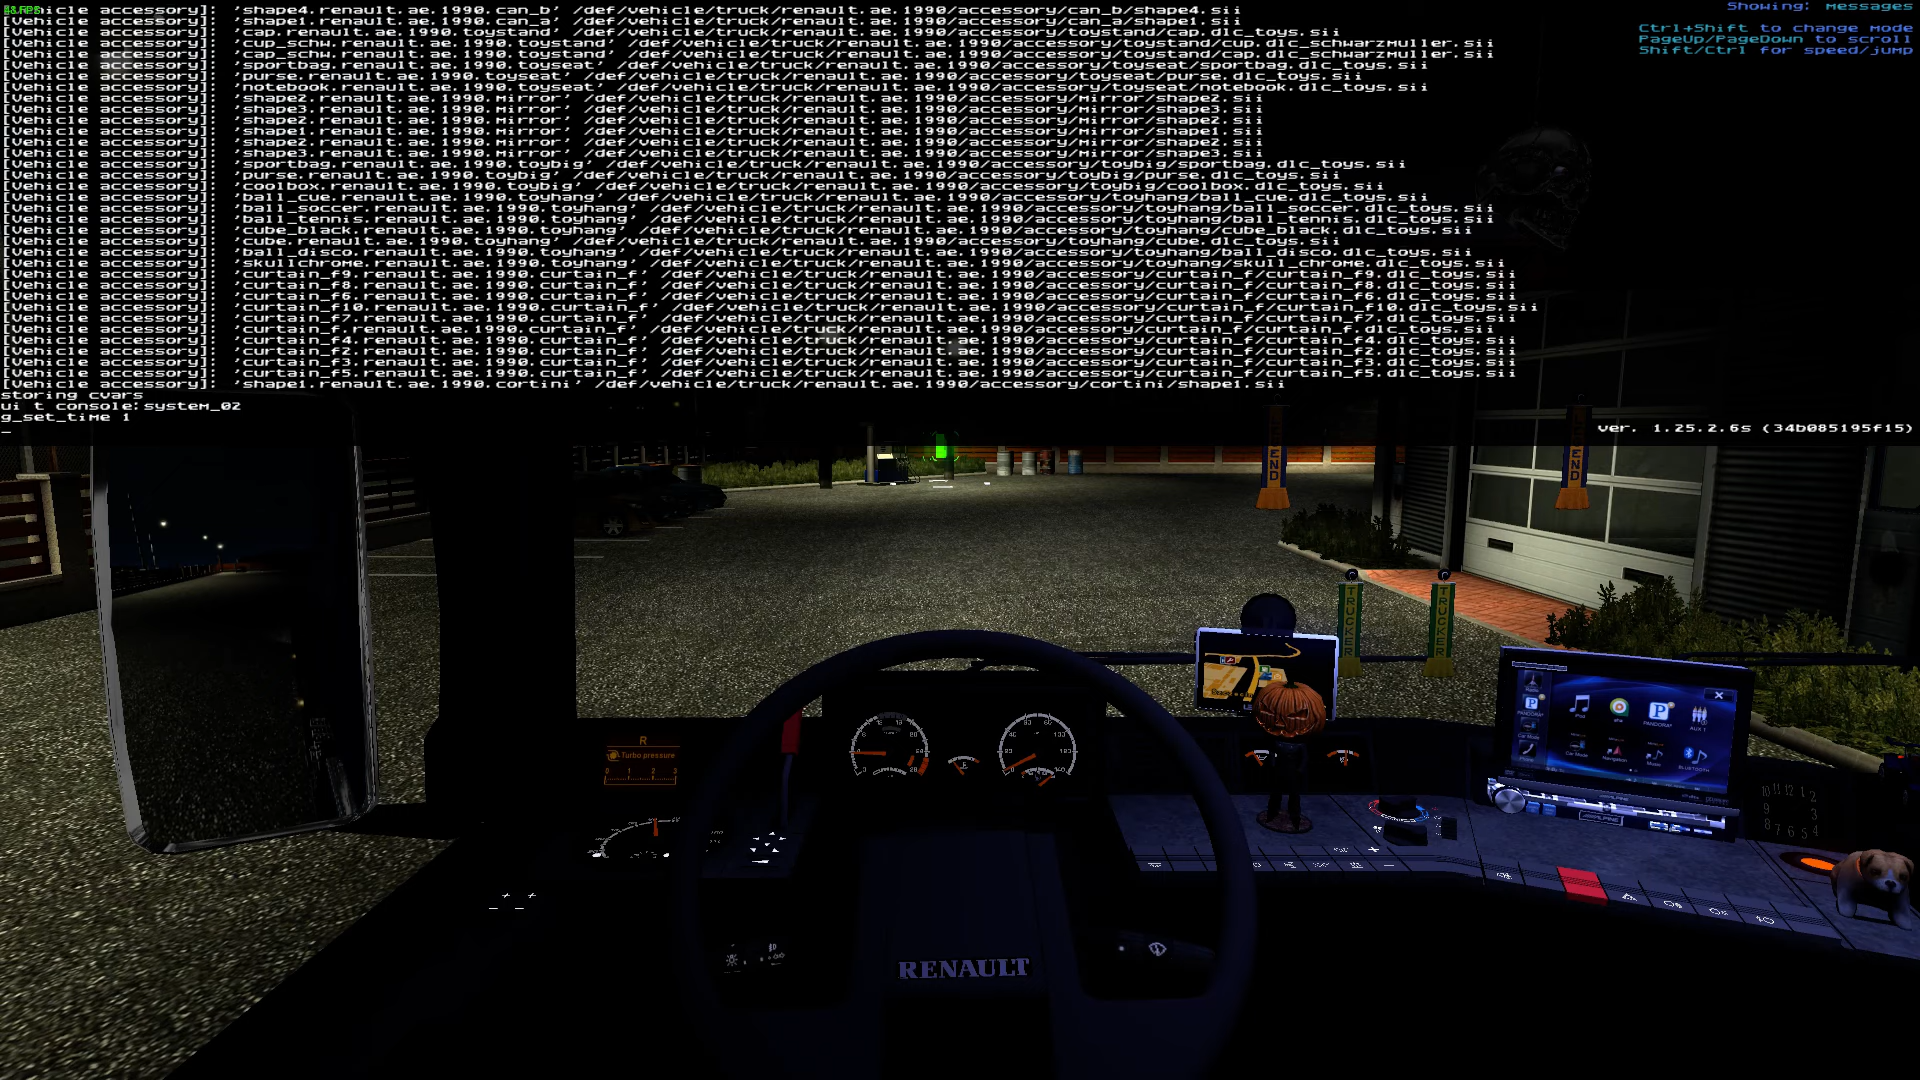 [Vehicle accessory]: 'shape4.renault.ae.1990.can_b' /def/vehicle/truck/renault.ae.1990/accessory/can_b/shape4.sii
[Vehicle accessory]: 'shape1.renault.ae.1990.can_a' /def/vehicle/truck/renault.ae.1990/accessory/can_a/shape1.sii
[Vehicle accessory]: 'cap.renault.ae.1990.toystand' /def/vehicle/truck/renault.ae.1990/accessory/toystand/cap.dlc_toys.sii
[Vehicle accessory]: 'cup_schw.renault.ae.1990.toystand' /def/vehicle/truck/renault.ae.1990/accessory/toystand/cup.dlc_schwarzmuller.sii
[Vehicle accessory]: 'cap_schw.renault.ae.1990.toystand' /def/vehicle/truck/renault.ae.1990/accessory/toystand/cap.dlc_schwarzmuller.sii
[Vehicle accessory]: 'sportbag.renault.ae.1990.toyseat' /def/vehicle/truck/renault.ae.1990/accessory/toyseat/sportbag.dlc_toys.sii
[Vehicle accessory]: 'purse.renault.ae.1990.toyseat' /def/vehicle/truck/renault.ae.1990/accessory/toyseat/purse.dlc_toys.sii
[Vehicle accessory]: 'notebook.renault.ae.1990.toyseat' /def/vehicle/truck/renault.ae.1990/accessory/toyseat/notebook.dlc_toys.sii
[Vehicle accessory]: 'shape2.renault.ae.1990.mirror' /def/vehicle/truck/renault.ae.1990/accessory/mirror/shape2.sii
[Vehicle accessory]: 'shape3.renault.ae.1990.mirror' /def/vehicle/truck/renault.ae.1990/accessory/mirror/shape3.sii
[Vehicle accessory]: 'shape2.renault.ae.1990.mirror' /def/vehicle/truck/renault.ae.1990/accessory/mirror/shape2.sii
[Vehicle accessory]: 'shape1.renault.ae.1990.mirror' /def/vehicle/truck/renault.ae.1990/accessory/mirror/shape1.sii
[Vehicle accessory]: 'shape2.renault.ae.1990.mirror' /def/vehicle/truck/renault.ae.1990/accessory/mirror/shape2.sii
[Vehicle accessory]: 'shape3.renault.ae.1990.mirror' /def/vehicle/truck/renault.ae.1990/accessory/mirror/shape3.sii
[Vehicle accessory]: 'sportbag.renault.ae.1990.toybig' /def/vehicle/truck/renault.ae.1990/accessory/toybig/sportbag.dlc_toys.sii
[Vehicle accessory]: 'purse.renault.ae.1990.toybig' /def/vehicle/truck/renault.ae.1990/accessory/toybig/purse.dlc_toys.sii
[Vehicle accessory]: 'coolbox.renault.ae.1990.toybig' /def/vehicle/truck/renault.ae.1990/accessory/toybig/coolbox.dlc_toys.sii
[Vehicle accessory]: 'ball_cue.renault.ae.1990.toyhang' /def/vehicle/truck/renault.ae.1990/accessory/toyhang/ball_cue.dlc_toys.sii
[Vehicle accessory]: 'ball_soccer.renault.ae.1990.toyhang' /def/vehicle/truck/renault.ae.1990/accessory/toyhang/ball_soccer.dlc_toys.sii
[Vehicle accessory]: 'ball_tennis.renault.ae.1990.toyhang' /def/vehicle/truck/renault.ae.1990/accessory/toyhang/ball_tennis.dlc_toys.sii
[Vehicle accessory]: 'cube_black.renault.ae.1990.toyhang' /def/vehicle/truck/renault.ae.1990/accessory/toyhang/cube_black.dlc_toys.sii
[Vehicle accessory]: 'cube.renault.ae.1990.toyhang' /def/vehicle/truck/renault.ae.1990/accessory/toyhang/cube.dlc_toys.sii
[Vehicle accessory]: 'ball_disco.renault.ae.1990.toyhang' /def/vehicle/truck/renault.ae.1990/accessory/toyhang/ball_disco.dlc_toys.sii
[Vehicle accessory]: 'skullchrome.renault.ae.1990.toyhang' /def/vehicle/truck/renault.ae.1990/accessory/toyhang/skull_chrome.dlc_toys.sii
[Vehicle accessory]: 'curtain_f9.renault.ae.1990.curtain_f' /def/vehicle/truck/renault.ae.1990/accessory/curtain_f/curtain_f9.dlc_toys.sii
[Vehicle accessory]: 'curtain_f8.renault.ae.1990.curtain_f' /def/vehicle/truck/renault.ae.1990/accessory/curtain_f/curtain_f8.dlc_toys.sii
[Vehicle accessory]: 'curtain_f6.renault.ae.1990.curtain_f' /def/vehicle/truck/renault.ae.1990/accessory/curtain_f/curtain_f6.dlc_toys.sii
[Vehicle accessory]: 'curtain_f10.renault.ae.1990.curtain_f' /def/vehicle/truck/renault.ae.1990/accessory/curtain_f/curtain_f10.dlc_toys.sii
[Vehicle accessory]: 'curtain_f7.renault.ae.1990.curtain_f' /def/vehicle/truck/renault.ae.1990/accessory/curtain_f/curtain_f7.dlc_toys.sii
[Vehicle accessory]: 'curtain_f.renault.ae.1990.curtain_f' /def/vehicle/truck/renault.ae.1990/accessory/curtain_f/curtain_f.dlc_toys.sii
[Vehicle accessory]: 'curtain_f4.renault.ae.1990.curtain_f' /def/vehicle/truck/renault.ae.1990/accessory/curtain_f/curtain_f4.dlc_toys.sii
[Vehicle accessory]: 'curtain_f2.renault.ae.1990.curtain_f' /def/vehicle/truck/renault.ae.1990/accessory/curtain_f/curtain_f2.dlc_toys.sii
[Vehicle accessory]: 'curtain_f3.renault.ae.1990.curtain_f' /def/vehicle/truck/renault.ae.1990/accessory/curtain_f/curtain_f3.dlc_toys.sii
[Vehicle accessory]: 'curtain_f5.renault.ae.1990.curtain_f' /def/vehicle/truck/renault.ae.1990/accessory/curtain_f/curtain_f5.dlc_toys.sii
[Vehicle accessory]: 'shape1.renault.ae.1990.cortini' /def/vehicle/truck/renault.ae.1990/accessory/cortini/shape1.sii
storing cvars
ui t console:system_02
g_set_time 1
_
Showing: messages
Ctrl+Shift to change mode
PageUp/PageDown to scroll
Shift/Ctrl for speed/jump
ver. 1.25.2.6s (34b085195f15)
END
END
TRUCKER
TRUCKER
R
Turbo pressure
0 1 2 3
iPod
aha
PANDORA
AUX 1
Car Mode
Navigation
Music
BLUETOOTH
ALPINE
10 11 12 1 2
9 3
8 7 6 5 4
RENAULT